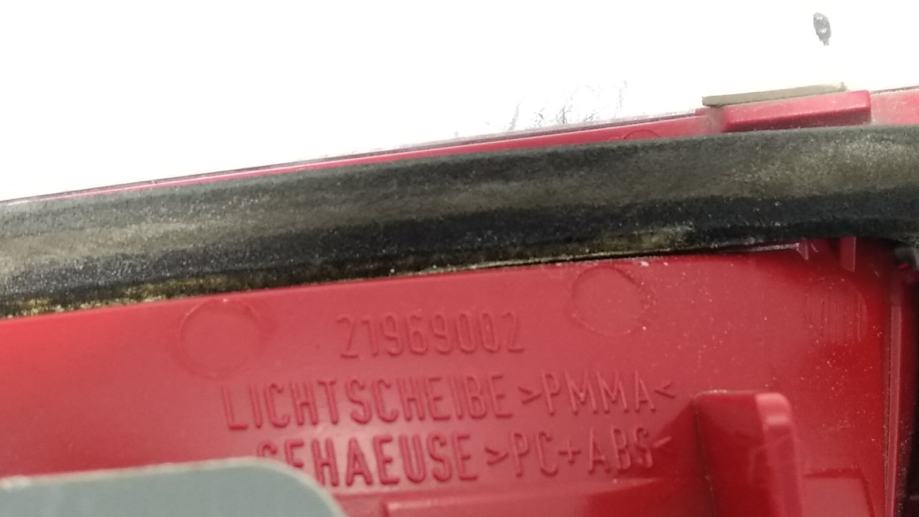 21969002
LICHTSCHEIBE >PMMA<
GEHAEUSE >PC+ABS<